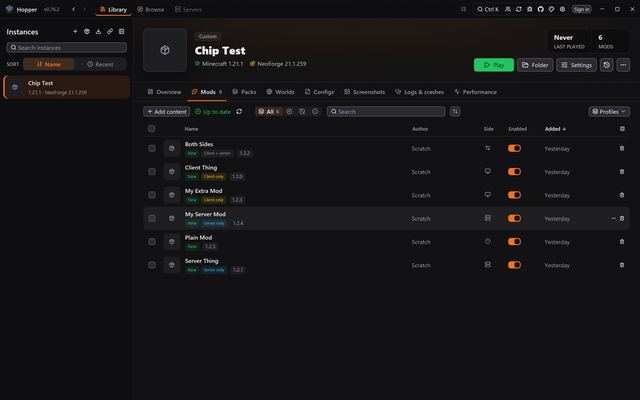 Hopper v0.76.2 Library Browse Servers Ctrl K Sign in
Instances
Search instances
SORT Name Recent
Chip Test
1.21.1 · NeoForge 21.1.259
Custom
Chip Test
Minecraft 1.21.1 NeoForge 21.1.259
Never
LAST PLAYED
6
MODS
Play Folder Settings
Overview Mods 6 Packs Worlds Configs Screenshots Logs & crashes Performance
+ Add content Up to date All 6 Search Profiles
Name Author Side Enabled Added ↓
Both Sides
New Client + server 1.2.2
Scratch Yesterday
Client Thing
New Client only 1.2.0
Scratch Yesterday
My Extra Mod
New Client only 1.2.3
Scratch Yesterday
My Server Mod
New Server only 1.2.4
Scratch Yesterday
Plain Mod
New 1.2.5
Scratch Yesterday
Server Thing
New Server only 1.2.1
Scratch Yesterday